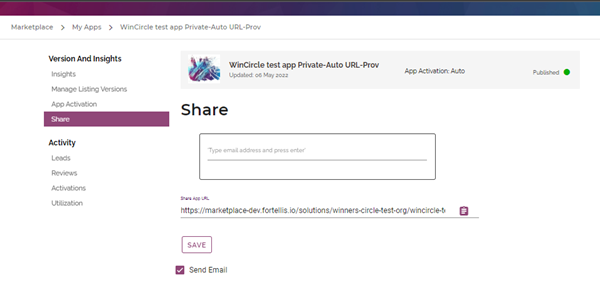 Marketplace > My Apps > WinCircle test app Private-Auto URL-Prov
Version And Insights
Insights
Manage Listing Versions
App Activation
Share
Activity
Leads
Reviews
Activations
Utilization
WinCircle test app Private-Auto URL-Prov
Updated: 06 May 2022
App Activation: Auto
Published
Share
'Type email address and press enter'
Share App URL
https://marketplace-dev.fortellis.io/solutions/winners-circle-test-org/wincircle-te
SAVE
Send Email